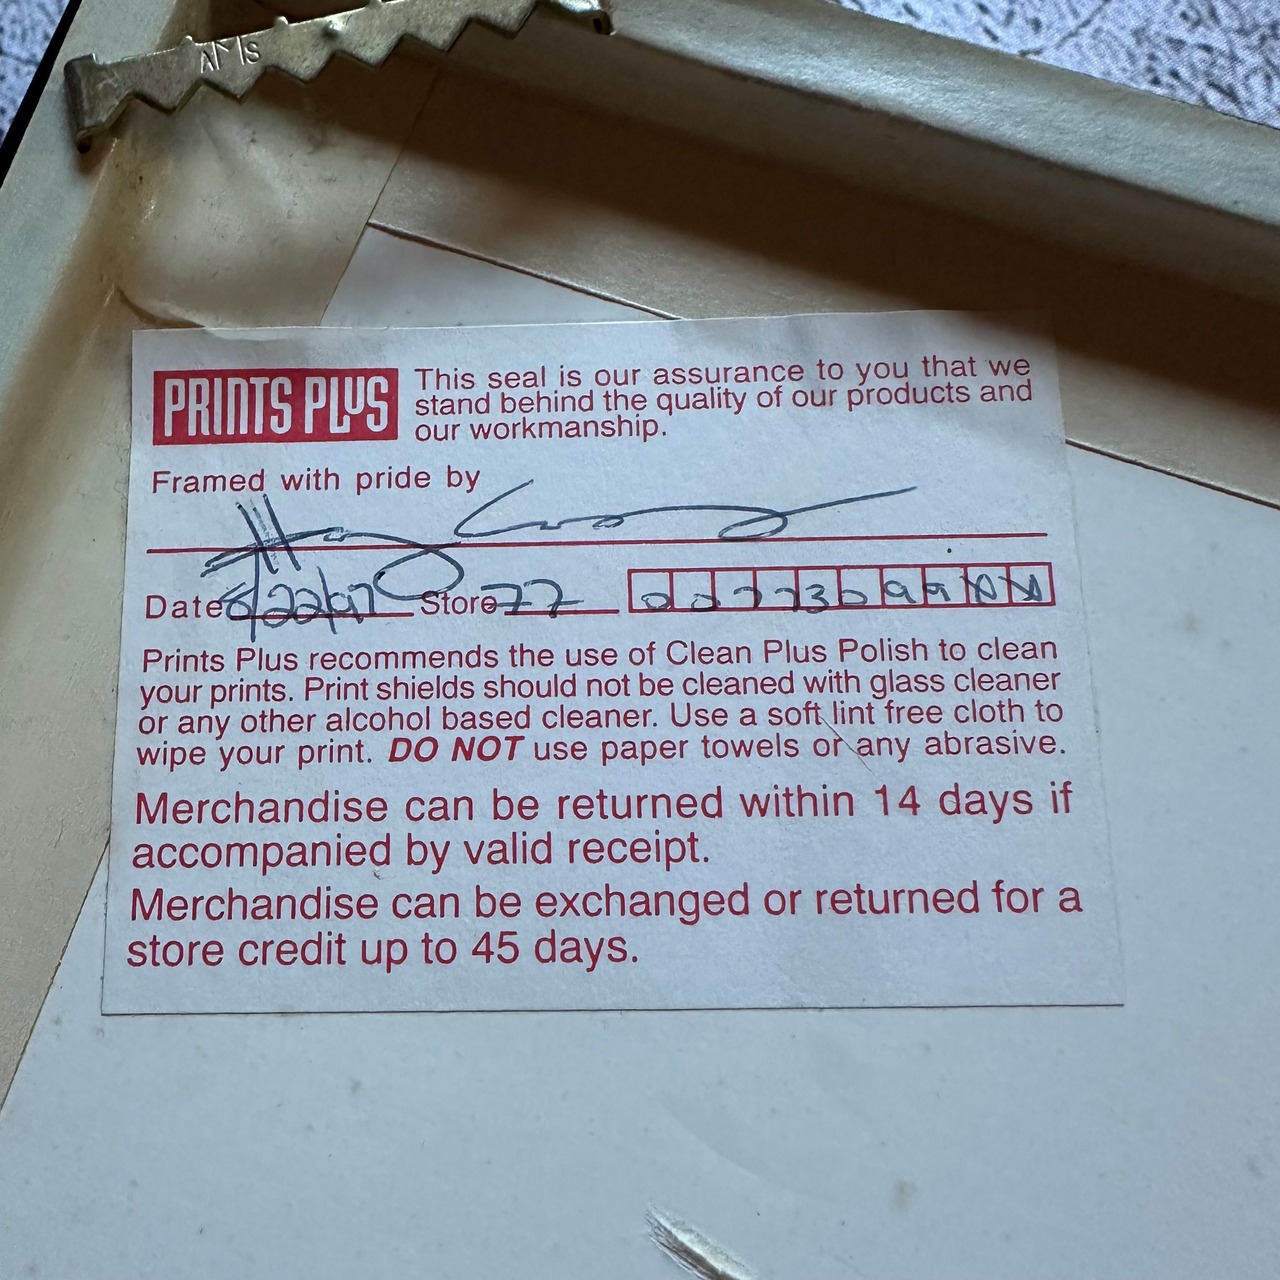 AMS
PRINTS PLUS
This seal is our assurance to you that we
stand behind the quality of our products and
our workmanship.
Framed with pride by
Date /22/97 Store 77
Prints Plus recommends the use of Clean Plus Polish to clean
your prints. Print shields should not be cleaned with glass cleaner
or any other alcohol based cleaner. Use a soft lint free cloth to
wipe your print. DO NOT use paper towels or any abrasive.
Merchandise can be returned within 14 days if
accompanied by valid receipt.
Merchandise can be exchanged or returned for a
store credit up to 45 days.